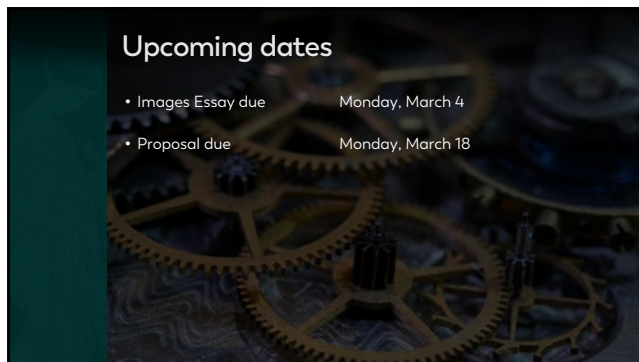 Upcoming dates
• Images Essay due Monday, March 4
• Proposal due Monday, March 18